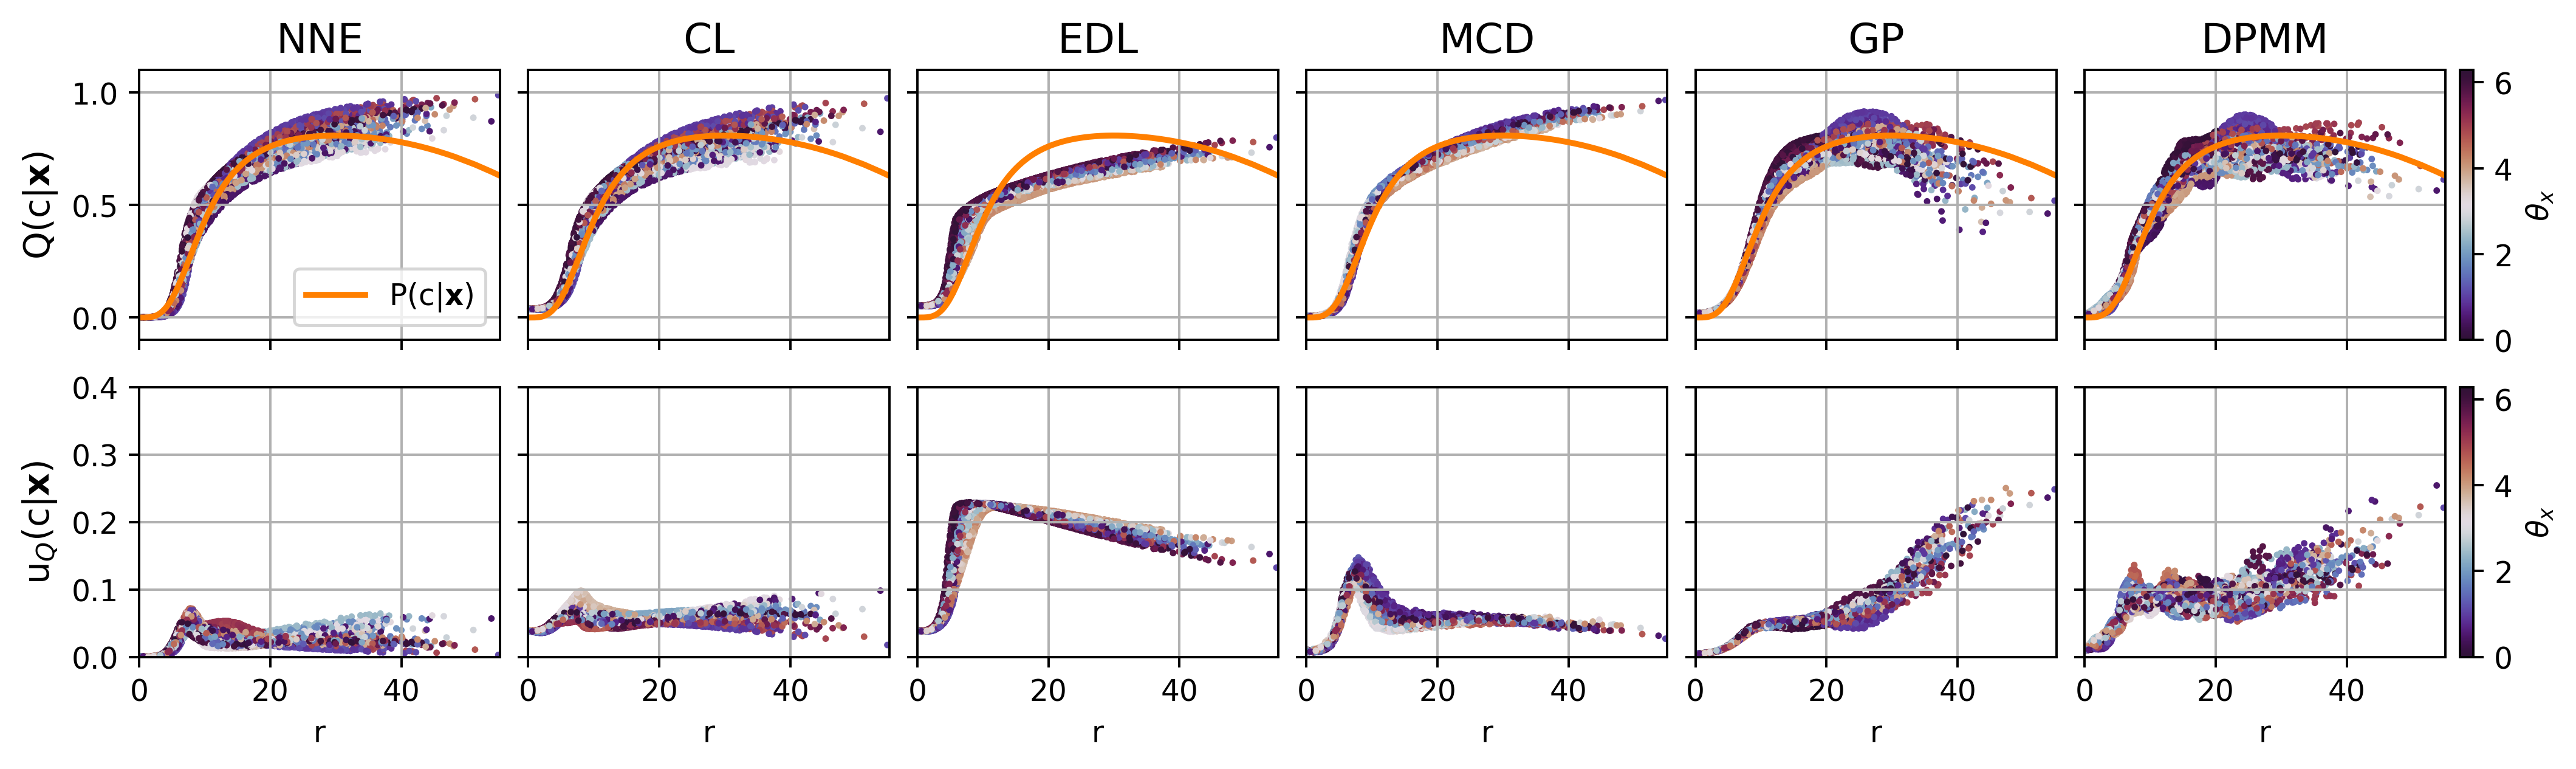 NNE CL EDL MCD GP DPMM
Q(c|x)
1.0
0.5
0.0
P(c|x)
6
4
2
0
θx
uQ(c|x)
0.4
0.3
0.2
0.1
0.0
6
4
2
0
θx
0 20 40 0 20 40 0 20 40 0 20 40 0 20 40 0 20 40
r r r r r r